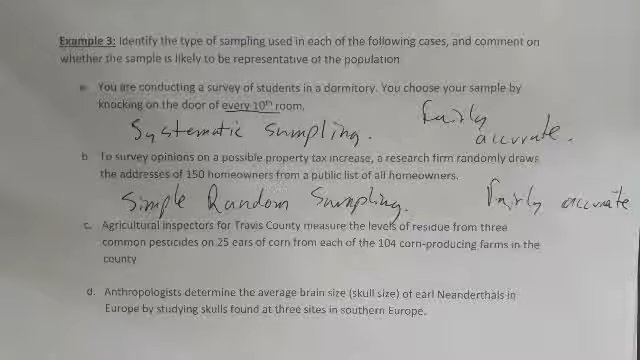 Example 3: Identify the type of sampling used in each of the following cases, and comment on
whether the sample is likely to be representative of the population
a. You are conducting a survey of students in a dormitory. You choose your sample by
knocking on the door of every 10th room.
Systematic Sampling.
Fairly
accurate.
b. To survey opinions on a possible property tax increase, a research firm randomly draws
the addresses of 150 homeowners from a public list of all homeowners.
Simple Random Sampling.
Fairly accurate
c. Agricultural inspectors for Travis County measure the levels of residue from three
common pesticides on 25 ears of corn from each of the 104 corn-producing farms in the
county
d. Anthropologists determine the average brain size (skull size) of earl Neanderthals in
Europe by studying skulls found at three sites in southern Europe.